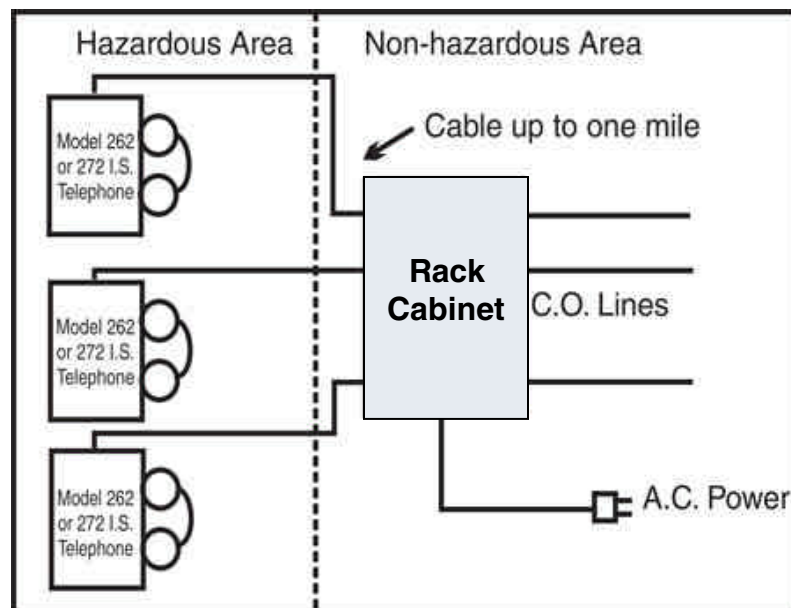 Hazardous Area
Non-hazardous Area
Cable up to one mile
Model 262
or 272 I.S.
Telephone
Rack
Cabinet
C.O. Lines
Model 262
or 272 I.S.
Telephone
Model 262
or 272 I.S.
Telephone
A.C. Power